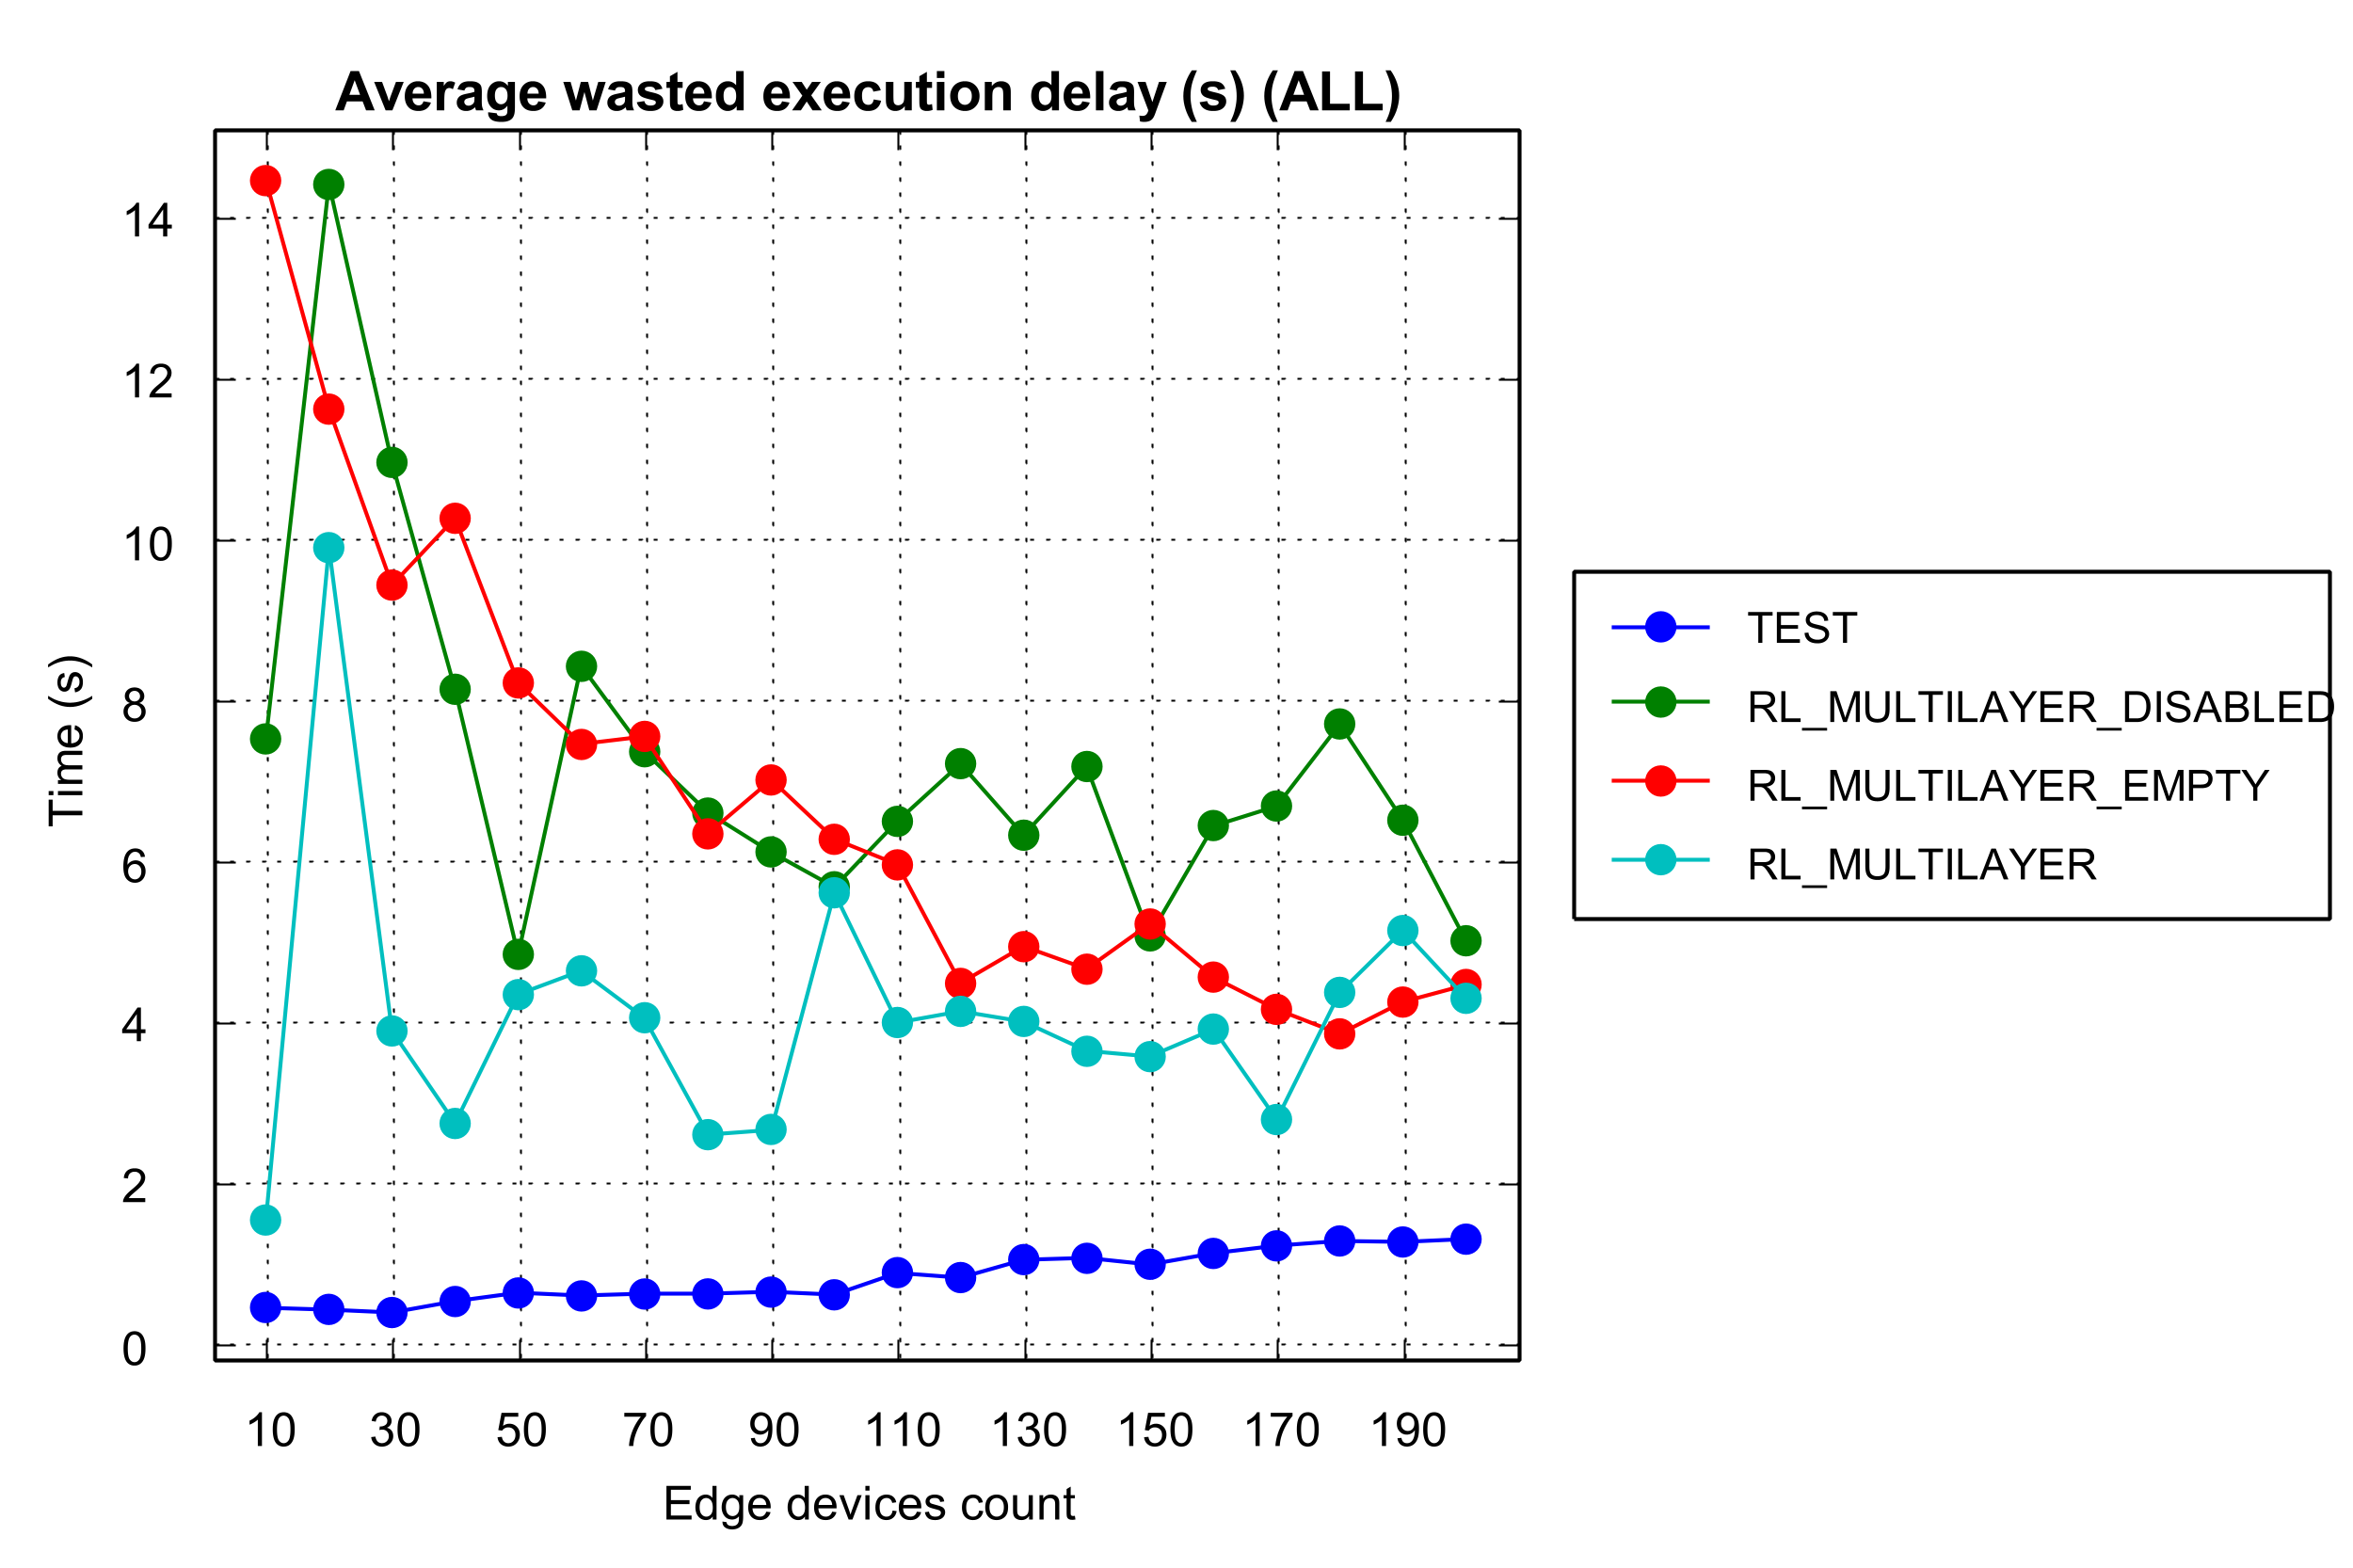 Average wasted execution delay (s) (ALL)
14
12
10
8
6
4
2
0
Time (s)
10 30 50 70 90 110 130 150 170 190
Edge devices count
TEST
RL_MULTILAYER_DISABLED
RL_MULTILAYER_EMPTY
RL_MULTILAYER